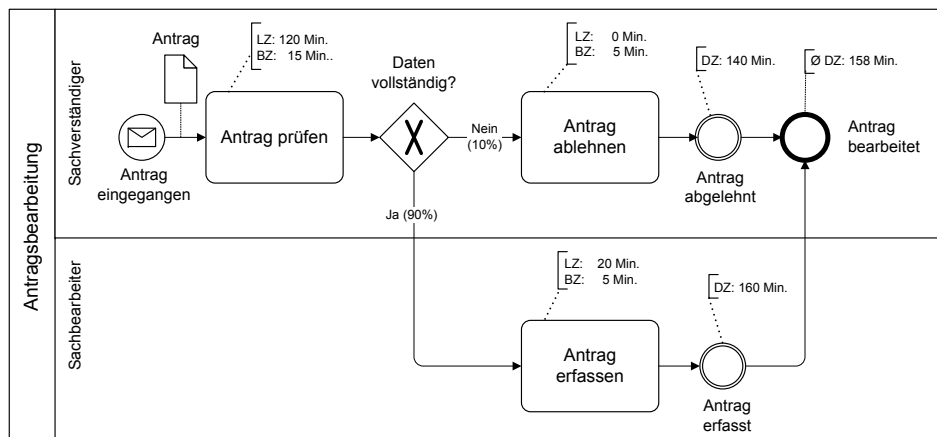 Antragsbearbeitung
Sachverständiger
Antrag
LZ: 120 Min.
BZ: 15 Min..
Daten
vollständig?
LZ: 0 Min.
BZ: 5 Min.
DZ: 140 Min.
Ø DZ: 158 Min.
Antrag prüfen
Nein
(10%)
Antrag
ablehnen
Antrag
bearbeitet
Antrag
eingegangen
Antrag
abgelehnt
Ja (90%)
Sachbearbeiter
LZ: 20 Min.
BZ: 5 Min.
DZ: 160 Min.
Antrag
erfassen
Antrag
erfasst